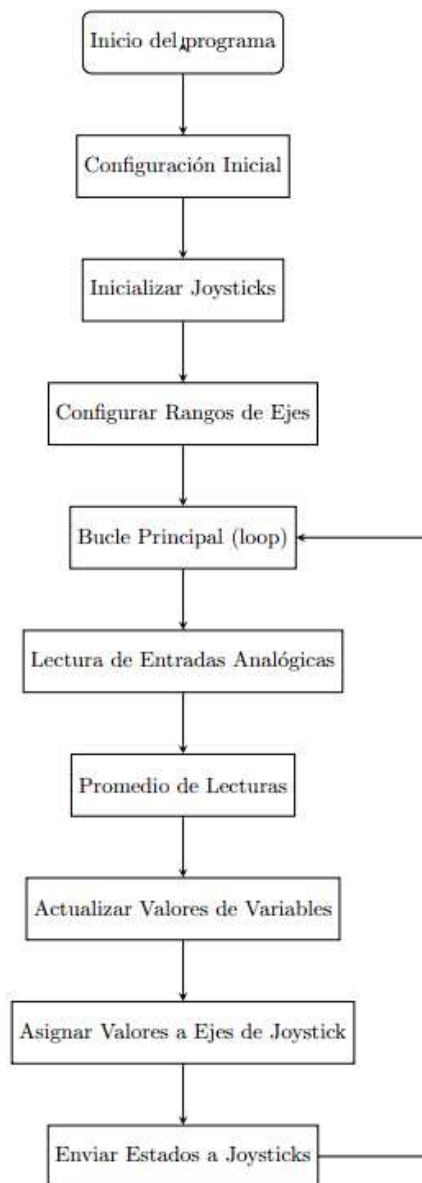 Inicio del programa
Configuración Inicial
Inicializar Joysticks
Configurar Rangos de Ejes
Bucle Principal (loop)
Lectura de Entradas Analógicas
Promedio de Lecturas
Actualizar Valores de Variables
Asignar Valores a Ejes de Joystick
Enviar Estados a Joysticks